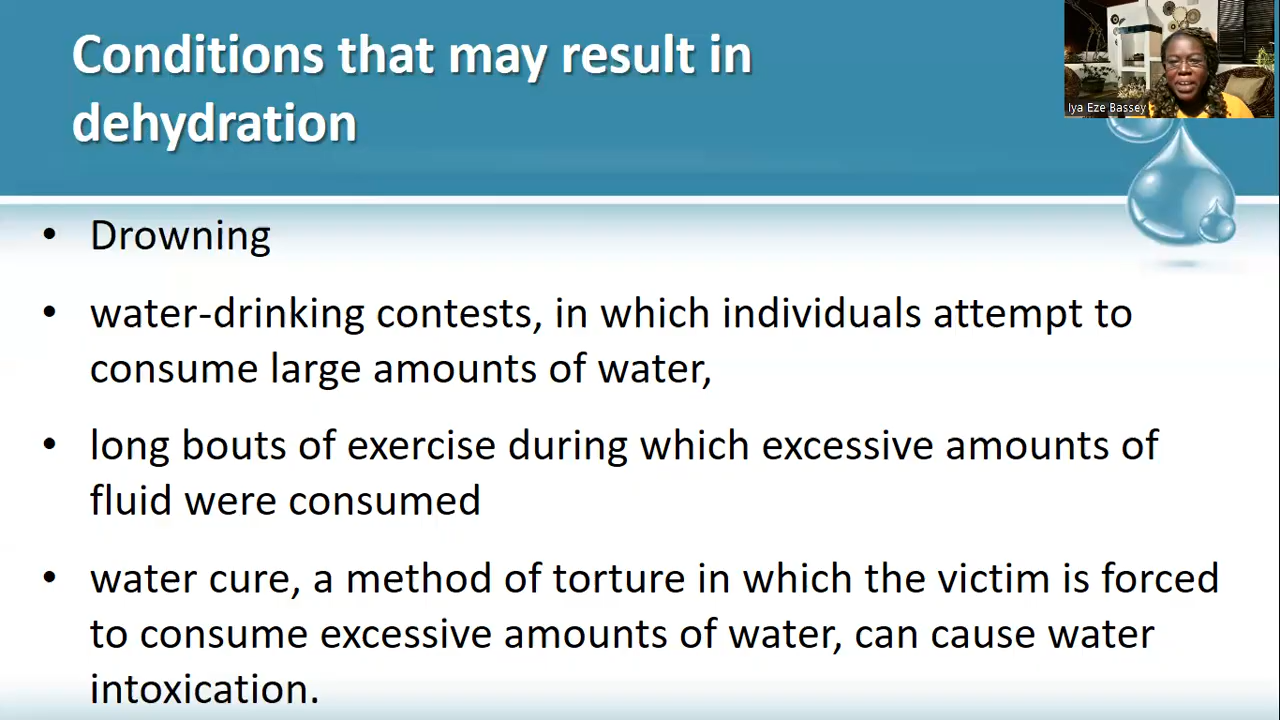 Conditions that may result in
dehydration
Iya Eze Bassey
• Drowning
• water-drinking contests, in which individuals attempt to
consume large amounts of water,
• long bouts of exercise during which excessive amounts of
fluid were consumed
• water cure, a method of torture in which the victim is forced
to consume excessive amounts of water, can cause water
intoxication.